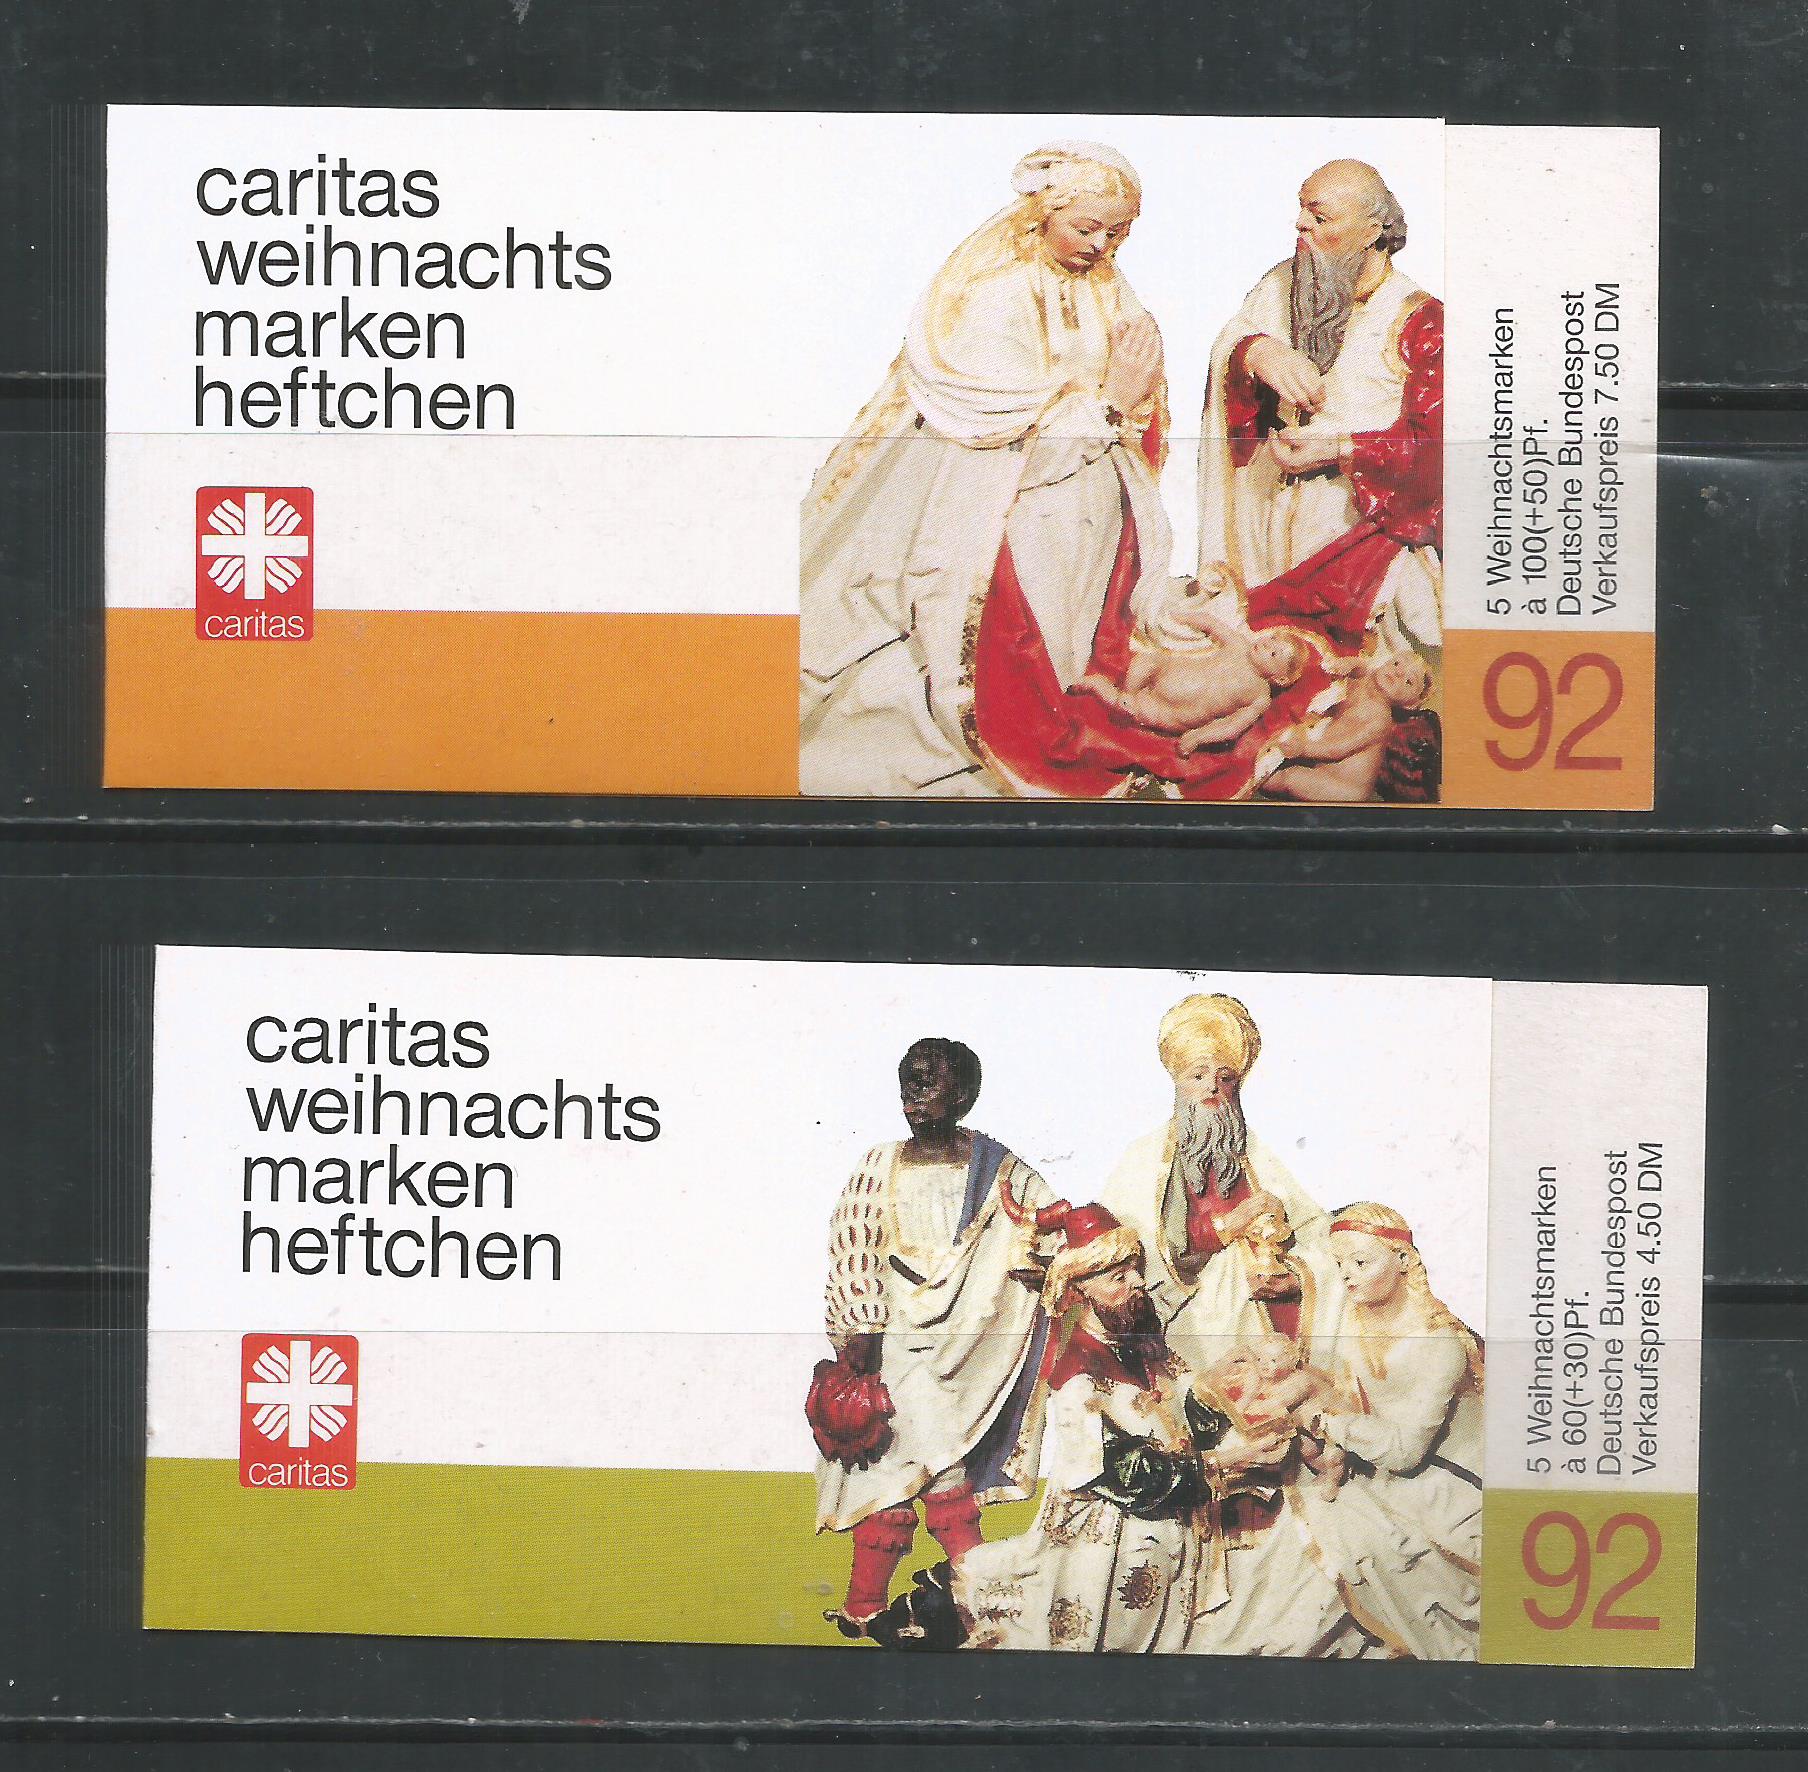 caritas
weihnachts
marken
heftchen
caritas
5 Weihnachtsmarken
à 100(+50)Pf.
Deutsche Bundespost
Verkaufspreis 7.50 DM
92
caritas
weihnachts
marken
heftchen
caritas
5 Weihnachtsmarken
à 60(+30)Pf.
Deutsche Bundespost
Verkaufspreis 4.50 DM
92